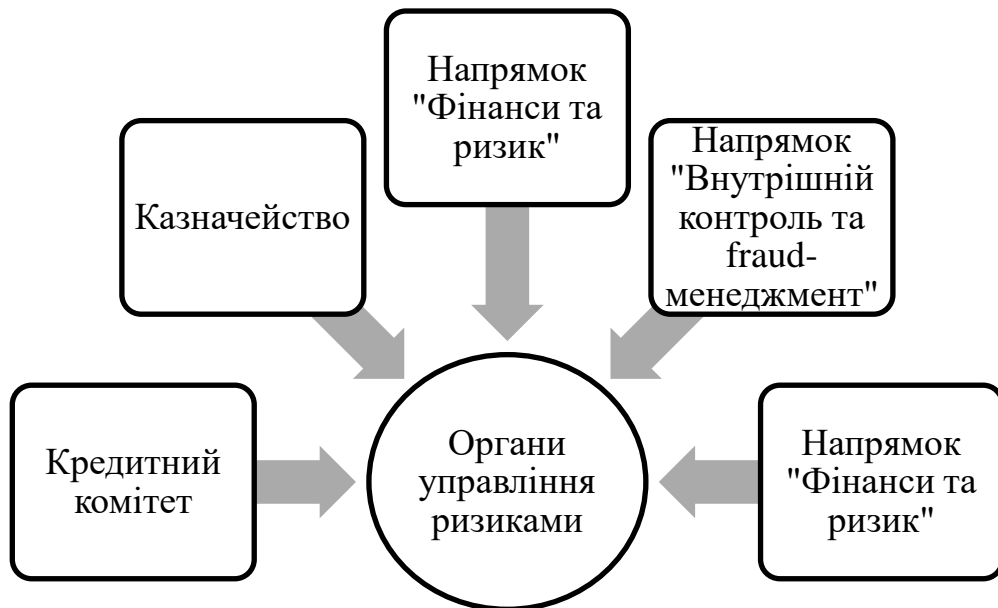 Напрямок
"Фінанси та
ризик"
Казначейство
Напрямок
"Внутрішній
контроль та
fraud-
менеджмент"
Кредитний
комітет
Органи
управління
ризиками
Напрямок
"Фінанси та
ризик"